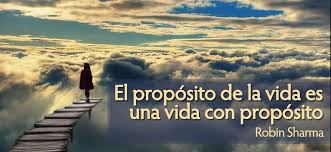 El propósito de la vida es
una vida con propósito
Robin Sharma